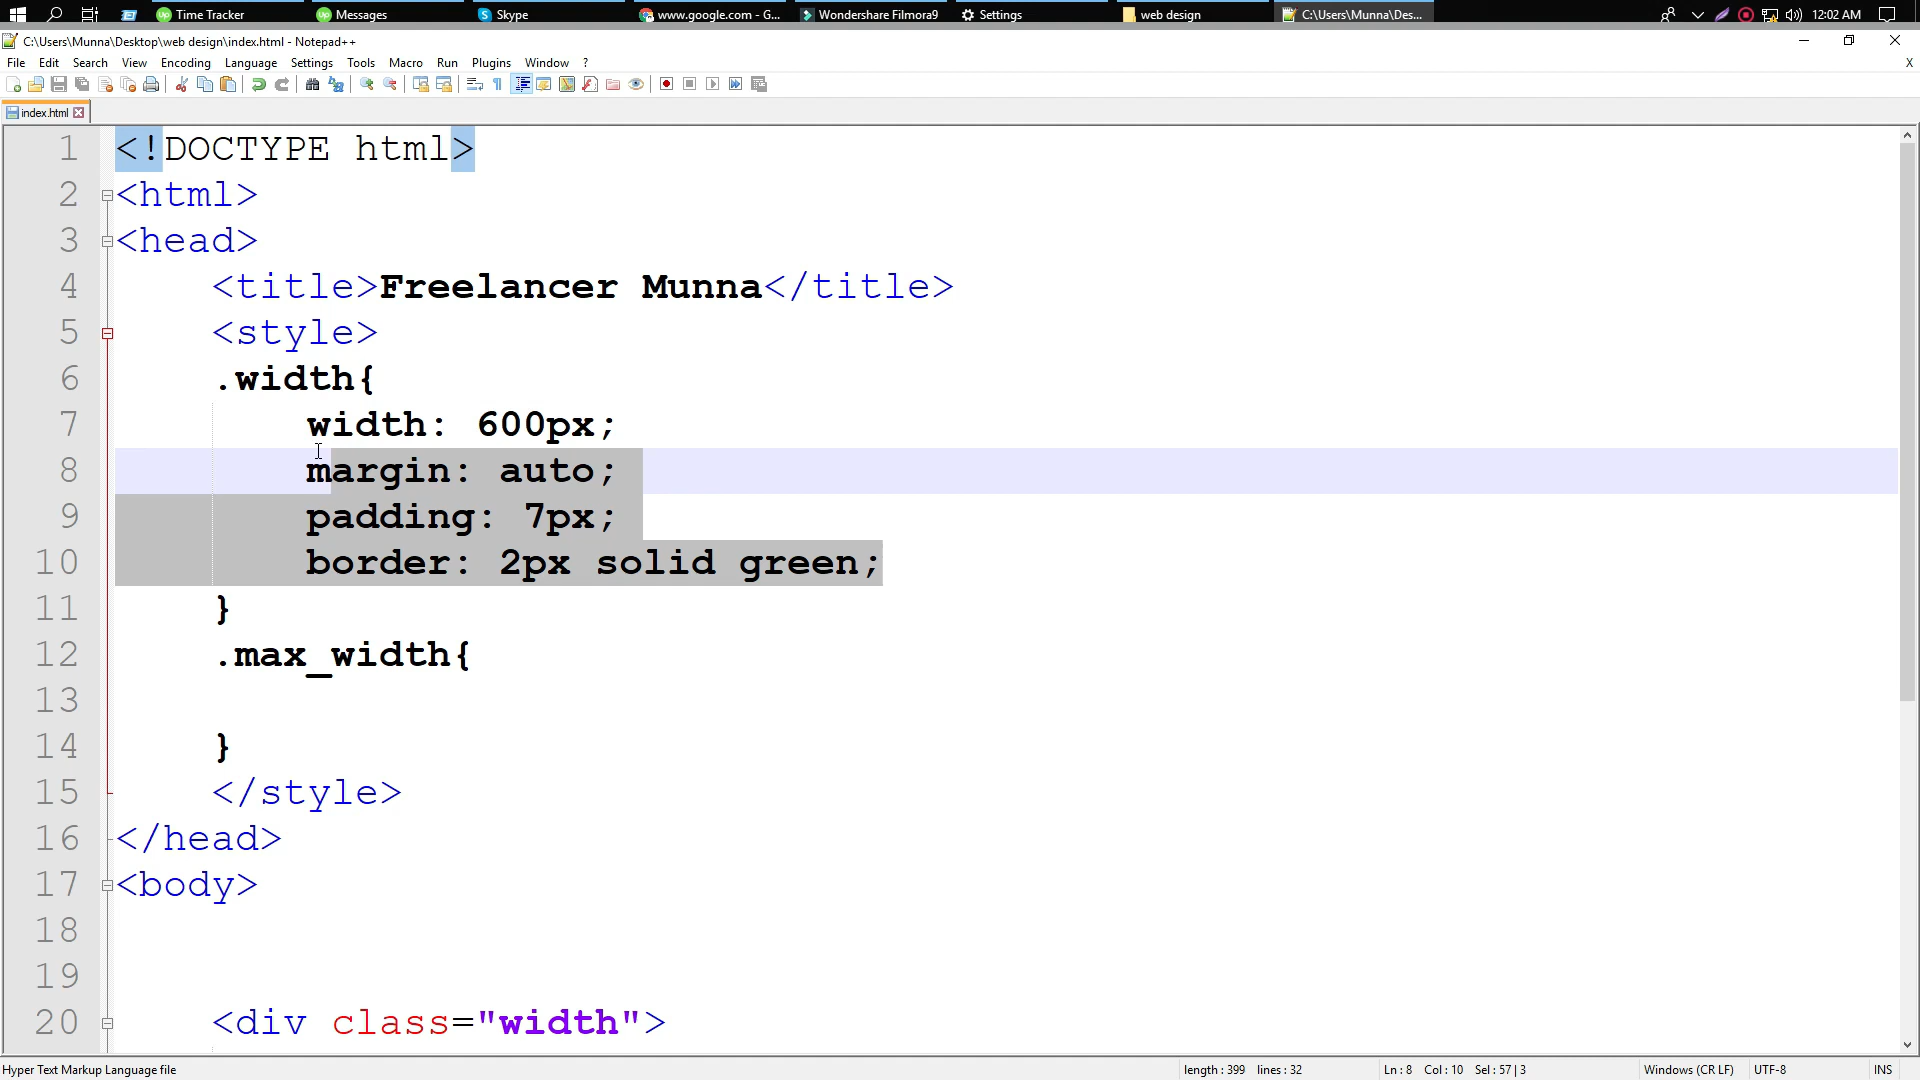 Time Tracker
Messages
Skype
www.google.com - G...
Wondershare Filmora9
Settings
web design
C:\Users\Munna\Des...
12:02 AM
C:\Users\Munna\Desktop\web design\index.html - Notepad++
File Edit Search View Encoding Language Settings Tools Macro Run Plugins Window ?
X
index.html
1 <!DOCTYPE html>
2 <html>
3 <head>
4 <title>Freelancer Munna</title>
5 <style>
6 .width{
7 width: 600px;
8 margin: auto;
9 padding: 7px;
10 border: 2px solid green;
11 }
12 .max_width{
13
14 }
15 </style>
16 </head>
17 <body>
18
19
20 <div class="width">
Hyper Text Markup Language file
length : 399 lines : 32
Ln : 8 Col : 10 Sel : 57 | 3
Windows (CR LF)
UTF-8
INS